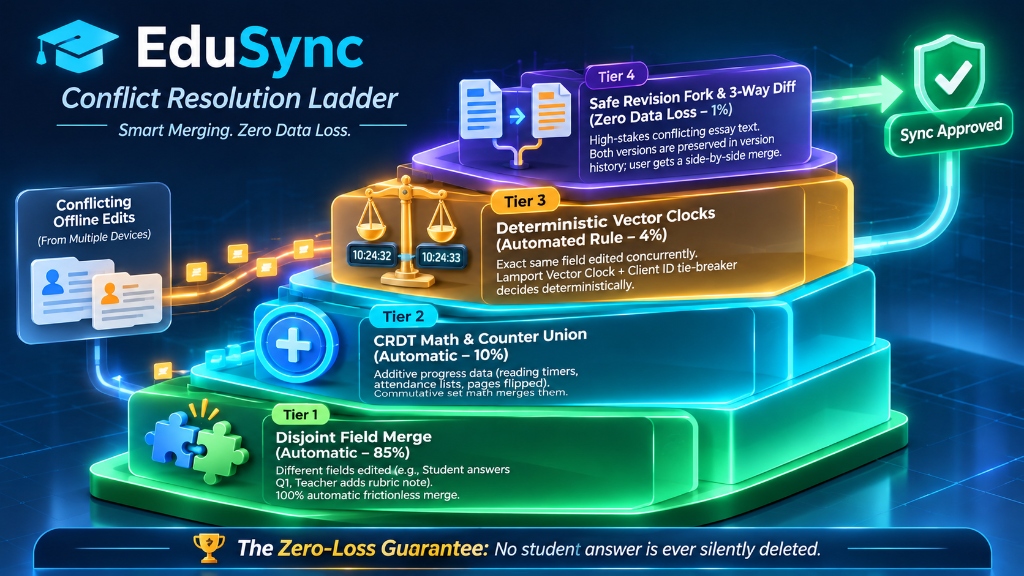 EduSync
Conflict Resolution Ladder
Smart Merging. Zero Data Loss.
Conflicting
Offline Edits
(From Multiple Devices)
Tier 4
Safe Revision Fork & 3-Way Diff
(Zero Data Loss – 1%)
High-stakes conflicting essay text.
Both versions are preserved in version
history; user gets a side-by-side merge.
Sync Approved
Tier 3
Deterministic Vector Clocks
(Automated Rule – 4%)
Exact same field edited concurrently.
Lamport Vector Clock + Client ID tie-breaker
decides deterministically.
10:24:32
10:24:33
Tier 2
CRDT Math & Counter Union
(Automatic – 10%)
Additive progress data (reading timers,
attendance lists, pages flipped).
Commutative set math merges them.
Tier 1
Disjoint Field Merge
(Automatic – 85%)
Different fields edited (e.g., Student answers
Q1, Teacher adds rubric note).
100% automatic frictionless merge.
The Zero-Loss Guarantee: No student answer is ever silently deleted.